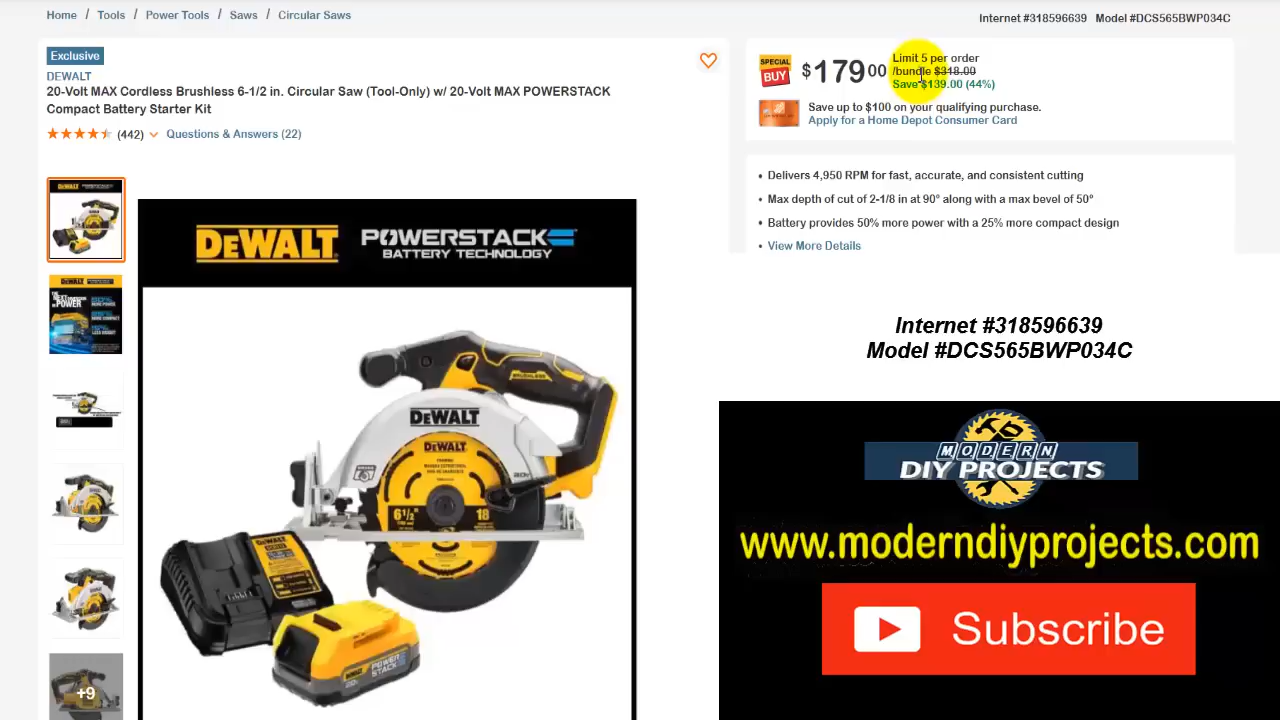 Home / Tools / Power Tools / Saws / Circular Saws
Internet #318596639 Model #DCS565BWP034C
Exclusive
DEWALT
20-Volt MAX Cordless Brushless 6-1/2 in. Circular Saw (Tool-Only) w/ 20-Volt MAX POWERSTACK
Compact Battery Starter Kit
(442) Questions & Answers (22)
SPECIAL
BUY
$179 00
Limit 5 per order
/bundle $318.00
Save $139.00 (44%)
Save up to $100 on your qualifying purchase.
Apply for a Home Depot Consumer Card
• Delivers 4,950 RPM for fast, accurate, and consistent cutting
• Max depth of cut of 2-1/8 in at 90° along with a max bevel of 50°
• Battery provides 50% more power with a 25% more compact design
• View More Details
DEWALT
POWERSTACK
BATTERY TECHNOLOGY
BRUSHLESS
DEWALT
DEWALT
6 1/2"
18
POWER
STACK
+9
Internet #318596639
Model #DCS565BWP034C
MODERN
DIY PROJECTS
www.moderndiyprojects.com
Subscribe